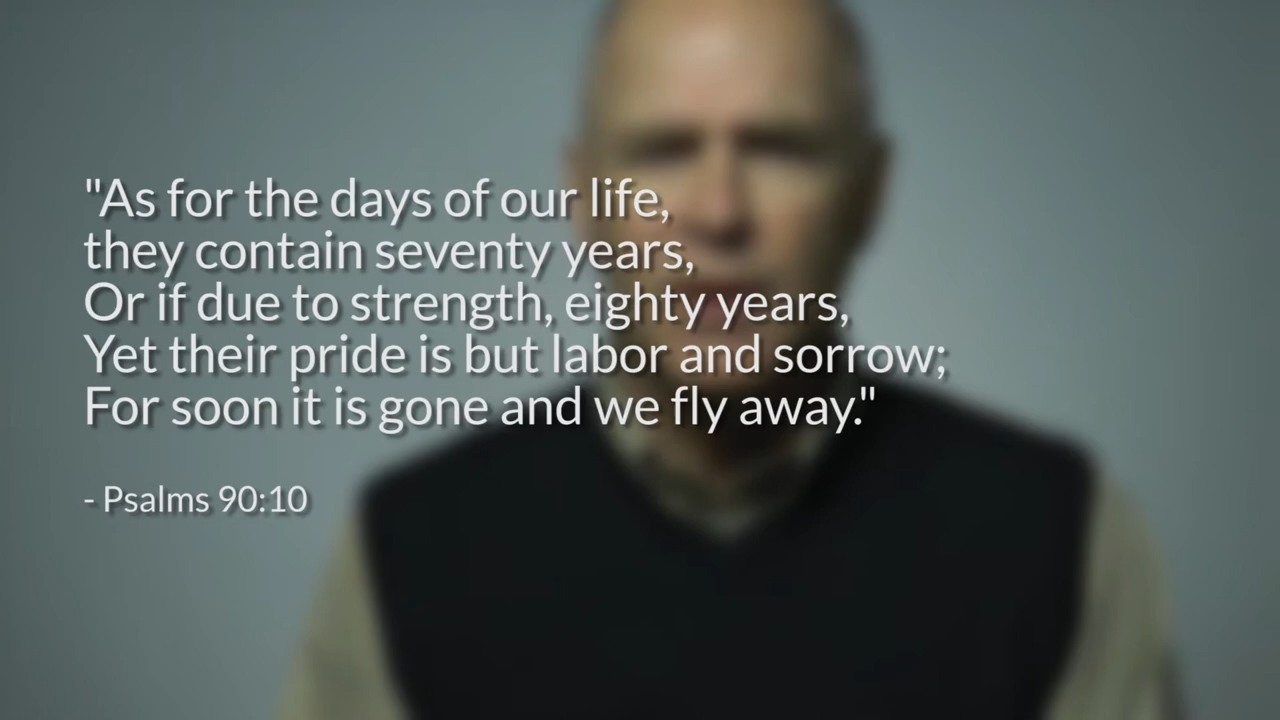 "As for the days of our life,
they contain seventy years,
Or if due to strength, eighty years,
Yet their pride is but labor and sorrow;
For soon it is gone and we fly away."
- Psalms 90:10